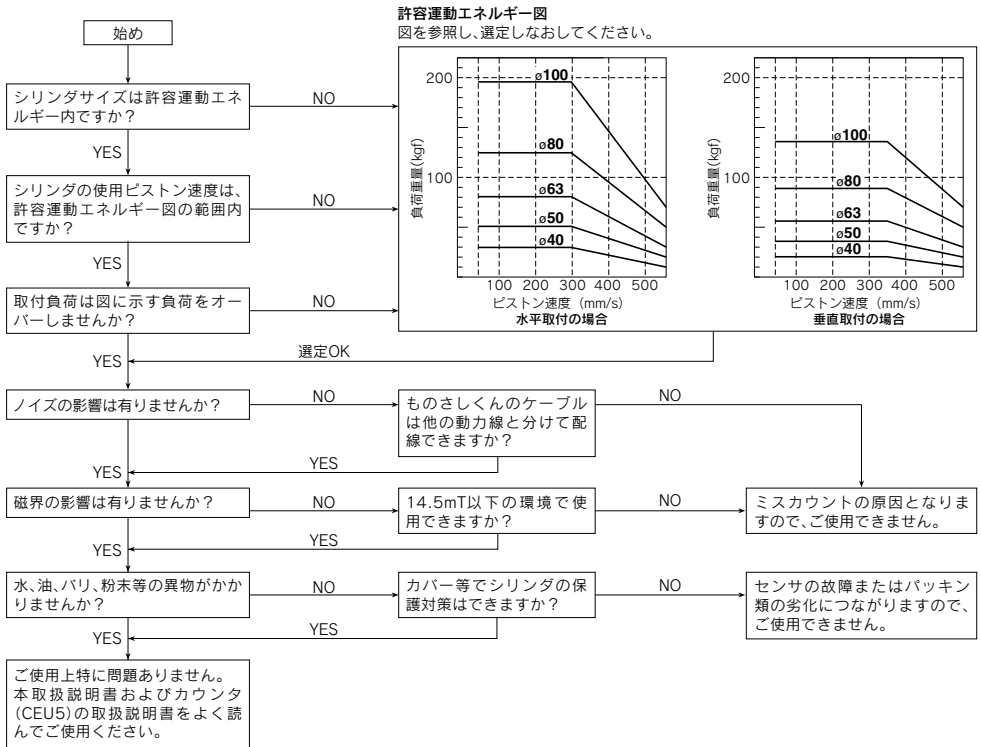 許容運動エネルギー図
図を参照し、選定しなおしてください。
始め
シリンダサイズは許容運動エネ
ルギー内ですか？
NO
YES
シリンダの使用ピストン速度は、
許容運動エネルギー図の範囲内
ですか？
NO
YES
取付負荷は図に示す負荷をオー
バーしませんか？
NO
YES
負荷重量(kgf)
200
100
ø100
ø80
ø63
ø50
ø40
100 200 300 400 500
ピストン速度（mm/s）
水平取付の場合
負荷重量(kgf)
200
100
ø100
ø80
ø63
ø50
ø40
100 200 300 400 500
ピストン速度（mm/s）
垂直取付の場合
選定OK
ノイズの影響は有りませんか？
NO
ものさしくんのケーブル
は他の動力線と分けて配
線できますか？
NO
YES
YES
磁界の影響は有りませんか？
NO
14.5mT以下の環境で使
用できますか？
NO
ミスカウントの原因となりま
すので、ご使用できません。
YES
YES
水、油、バリ、粉末等の異物がかか
りませんか？
NO
カバー等でシリンダの保
護対策はできますか？
NO
センサの故障またはパッキン
類の劣化につながりますので、
ご使用できません。
YES
YES
ご使用上特に問題ありません。
本取扱説明書およびカウンタ
(CEU5)の取扱説明書をよく読
んでご使用ください。